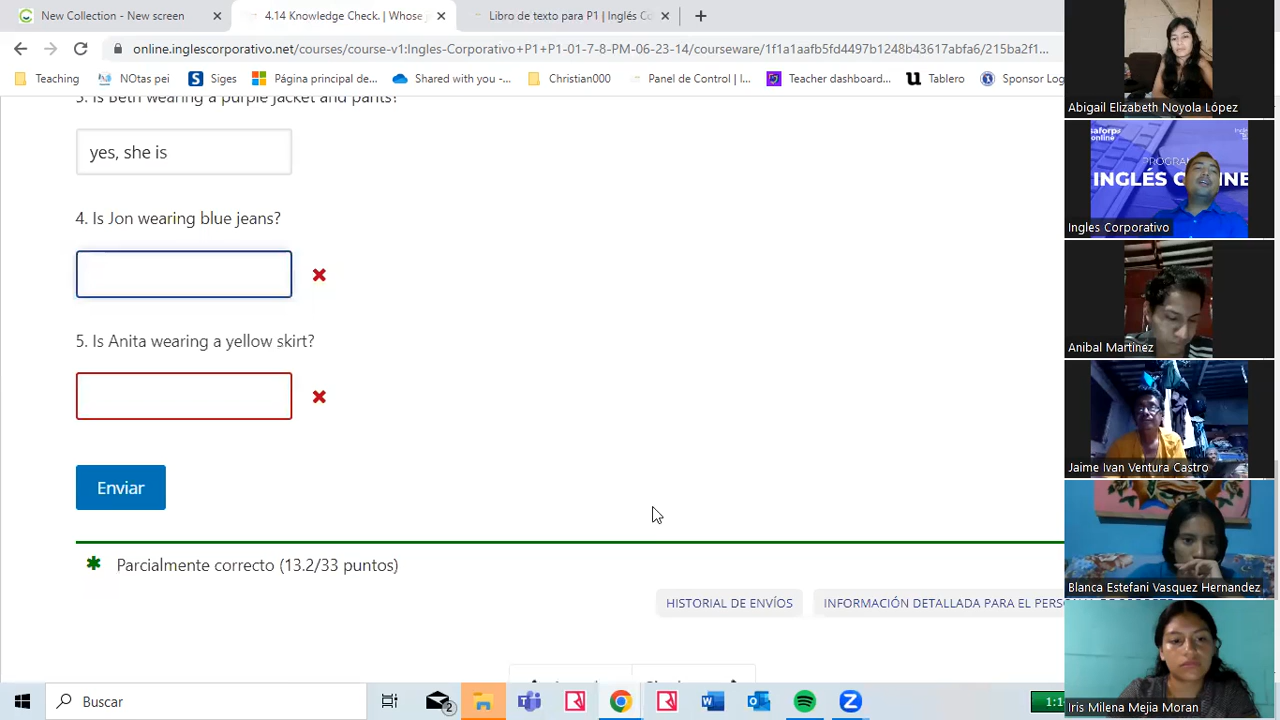 New Collection - New screen
4.14 Knowledge Check. | Whose
Libro de texto para P1 | Inglés Co
online.inglescorporativo.net/courses/course-v1:Ingles-Corporativo+P1+P1-01-7-8-PM-06-23-14/courseware/1f1a1aafb5fd4497b1248b43617abfa6/215ba2f1...
Teaching
NOtas pei
Siges
Página principal de...
Shared with you -...
Christian000
Panel de Control | I...
Teacher dashboard...
Tablero
Sponsor Log
3. Is Beth wearing a purple jacket and pants?
yes, she is
4. Is Jon wearing blue jeans?
5. Is Anita wearing a yellow skirt?
Enviar
Parcialmente correcto (13.2/33 puntos)
HISTORIAL DE ENVÍOS
INFORMACIÓN DETALLADA PARA EL PERS
Buscar
2
Abigail Elizabeth Noyola López
saforp
online
PROGRAM
INGLÉS ONLINE
Ingles Corporativo
Anibal Martinez
Jaime Ivan Ventura Castro
Blanca Estefani Vasquez Hernandez
Iris Milena Mejia Moran